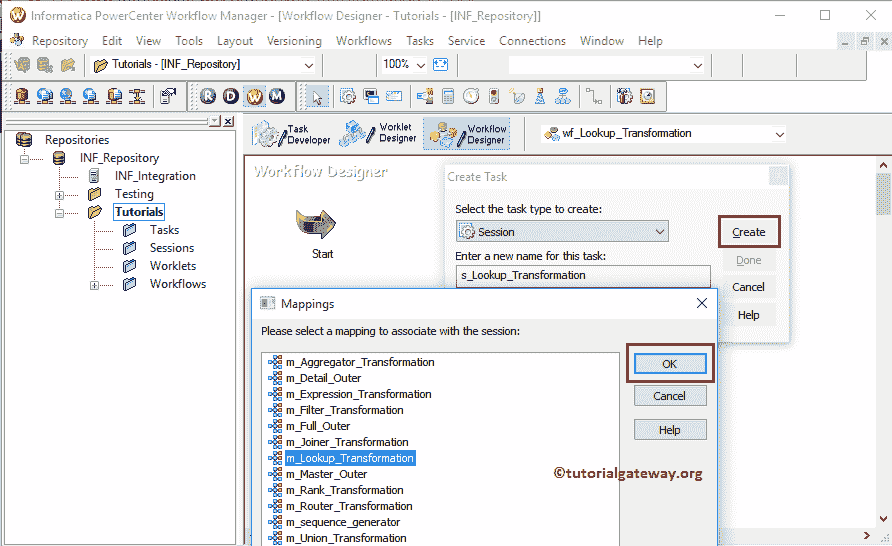 Informatica PowerCenter Workflow Manager - [Workflow Designer - Tutorials - [INF_Repository]]
Repository Edit View Tools Layout Versioning Workflows Tasks Service Connections Window Help
Tutorials - [INF_Repository] 100%
R D W M
Repositories
INF_Repository
INF_Integration
Testing
Tutorials
Tasks
Sessions
Worklets
Workflows
Task Developer
Worklet Designer
Workflow Designer
wf_Lookup_Transformation
Workflow Designer
Start
Create Task
Select the task type to create:
Session
Enter a new name for this task:
s_Lookup_Transformation
Create
Done
Cancel
Help
Mappings
Please select a mapping to associate with the session:
m_Aggregator_Transformation
m_Detail_Outer
m_Expression_Transformation
m_Filter_Transformation
m_Full_Outer
m_Joiner_Transformation
m_Lookup_Transformation
m_Master_Outer
m_Rank_Transformation
m_Router_Transformation
m_sequence_generator
m_Union_Transformation
OK
Cancel
Help
©tutorialgateway.org